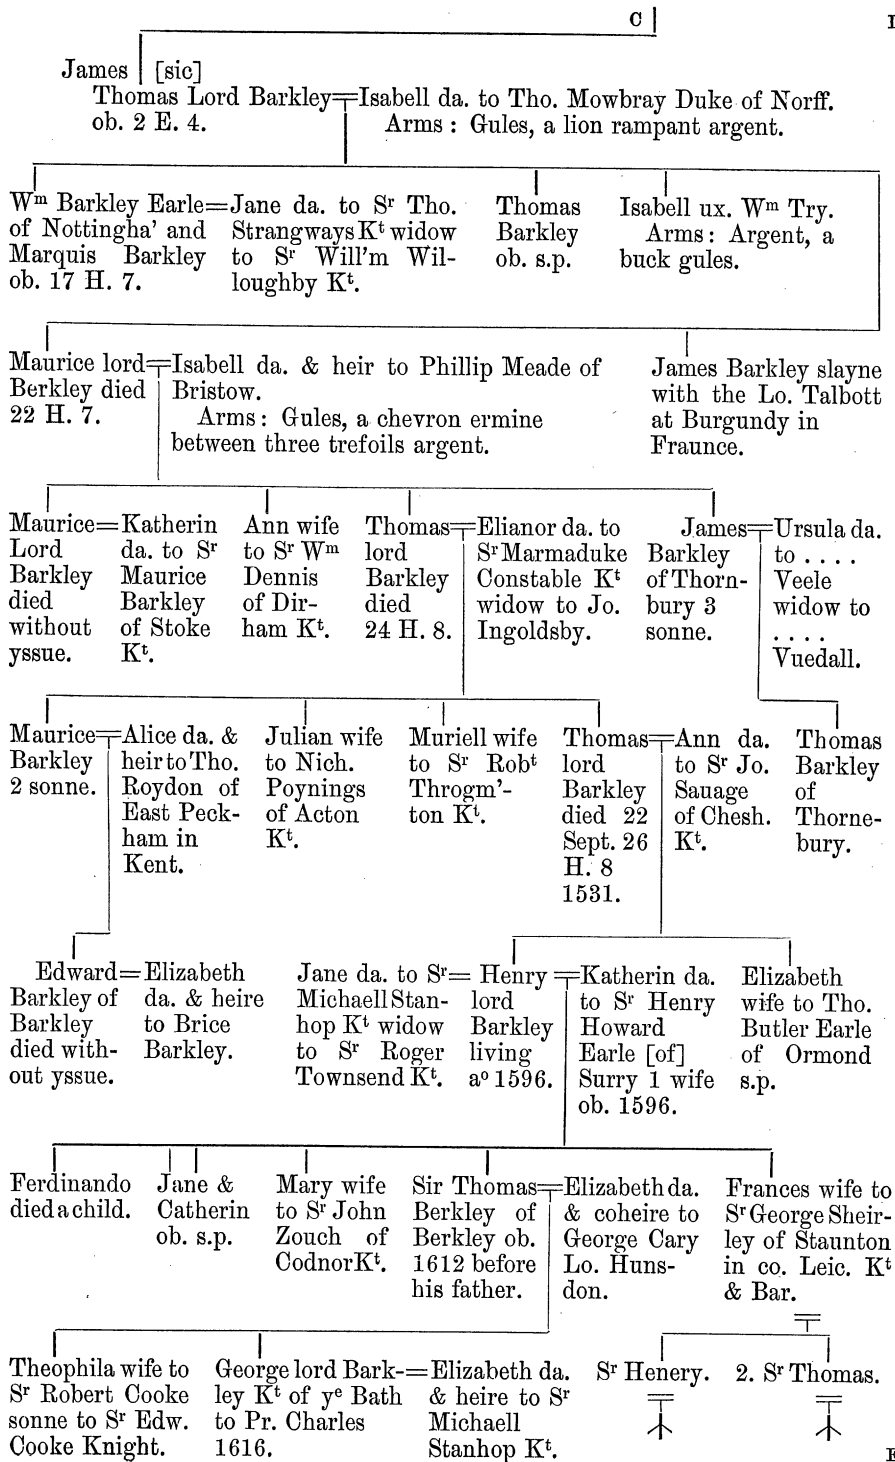 C
I
James [sic]
Thomas Lord Barkley=Isabell da. to Tho. Mowbray Duke of Norff.
ob. 2 E. 4.
Arms : Gules, a lion rampant argent.
Wm Barkley Earle=
of Nottingha' and
Marquis Barkley
ob. 17 H. 7.
Jane da. to Sr Tho.
Strangways Kt widow
to Sr Will'm Wil-
loughby Kt.
Thomas
Barkley
ob. s.p.
Isabell ux. Wm Try.
Arms : Argent, a
buck gules.
Maurice lord=
Berkley died
22 H. 7.
Isabell da. & heir to Phillip Meade of
Bristow.
Arms : Gules, a chevron ermine
between three trefoils argent.
James Barkley slayne
with the Lo. Talbott
at Burgundy in
Fraunce.
Maurice=
Lord
Barkley
died
without
yssue.
Katherin
da. to Sr
Maurice
Barkley
of Stoke
Kt.
Ann wife
to Sr Wm
Dennis
of Dir-
ham Kt.
Thomas=
lord
Barkley
died
24 H. 8.
Elianor da. to
Sr Marmaduke
Constable Kt
widow to Jo.
Ingoldsby.
James=
Barkley
of Thorn-
bury 3
sonne.
Ursula da.
to . . . .
Veele
widow to
. . . .
Vuedall.
Maurice=
Barkley
2 sonne.
Alice da. &
heir to Tho.
Roydon of
East Peck-
ham in
Kent.
Julian wife
to Nich.
Poynings
of Acton
Kt.
Muriell wife
to Sr Robt
Throgm'-
ton Kt.
Thomas=
lord
Barkley
died 22
Sept. 26
H. 8
1531.
Ann da.
to Sr Jo.
Sauage
of Chesh.
Kt.
Thomas
Barkley
of
Thorne-
bury.
Edward=
Barkley of
Barkley
died with-
out yssue.
Elizabeth
da. & heire
to Brice
Barkley.
Jane da. to Sr=
Michaell Stan-
hop Kt widow
to Sr Roger
Townsend Kt.
Henry=
lord
Barkley
living
ao 1596.
Katherin da.
to Sr Henry
Howard
Earle [of]
Surry 1 wife
ob. 1596.
Elizabeth
wife to Tho.
Butler Earle
of Ormond
s.p.
Ferdinando
died a child.
Jane &
Catherin
ob. s.p.
Mary wife
to Sr John
Zouch of
Codnor Kt.
Sir Thomas=
Berkley of
Berkley ob.
1612 before
his father.
Elizabeth da.
& coheire to
George Cary
Lo. Huns-
don.
Frances wife to
Sr George Sheir-
ley of Staunton
in co. Leic. Kt
& Bar.
Theophila wife to
Sr Robert Cooke
sonne to Sr Edw.
Cooke Knight.
George lord Bark-=
ley Kt of ye Bath
to Pr. Charles
1616.
Elizabeth da.
& heire to Sr
Michaell
Stanhop Kt.
Sr Henery.
2. Sr Thomas.